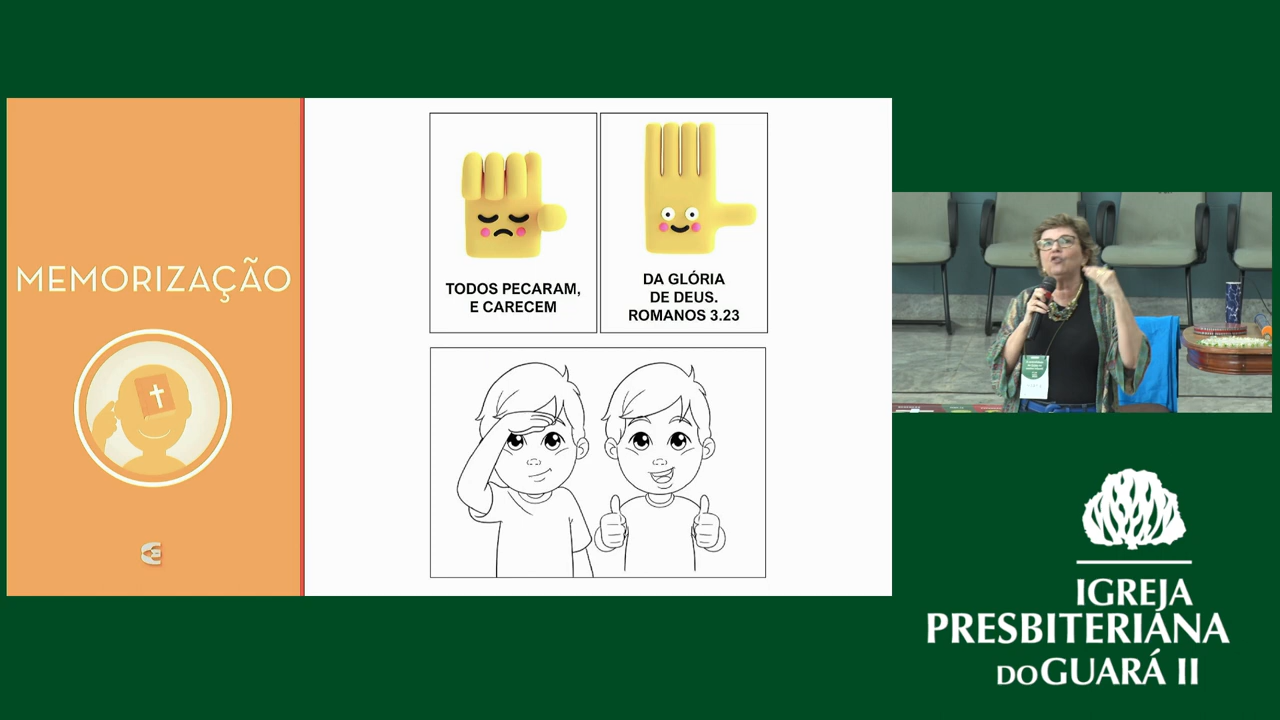 MEMORIZAÇÃO
TODOS PECARAM,
E CARECEM
DA GLÓRIA
DE DEUS.
ROMANOS 3.23
IGREJA
PRESBITERIANA
DO GUARÁ II